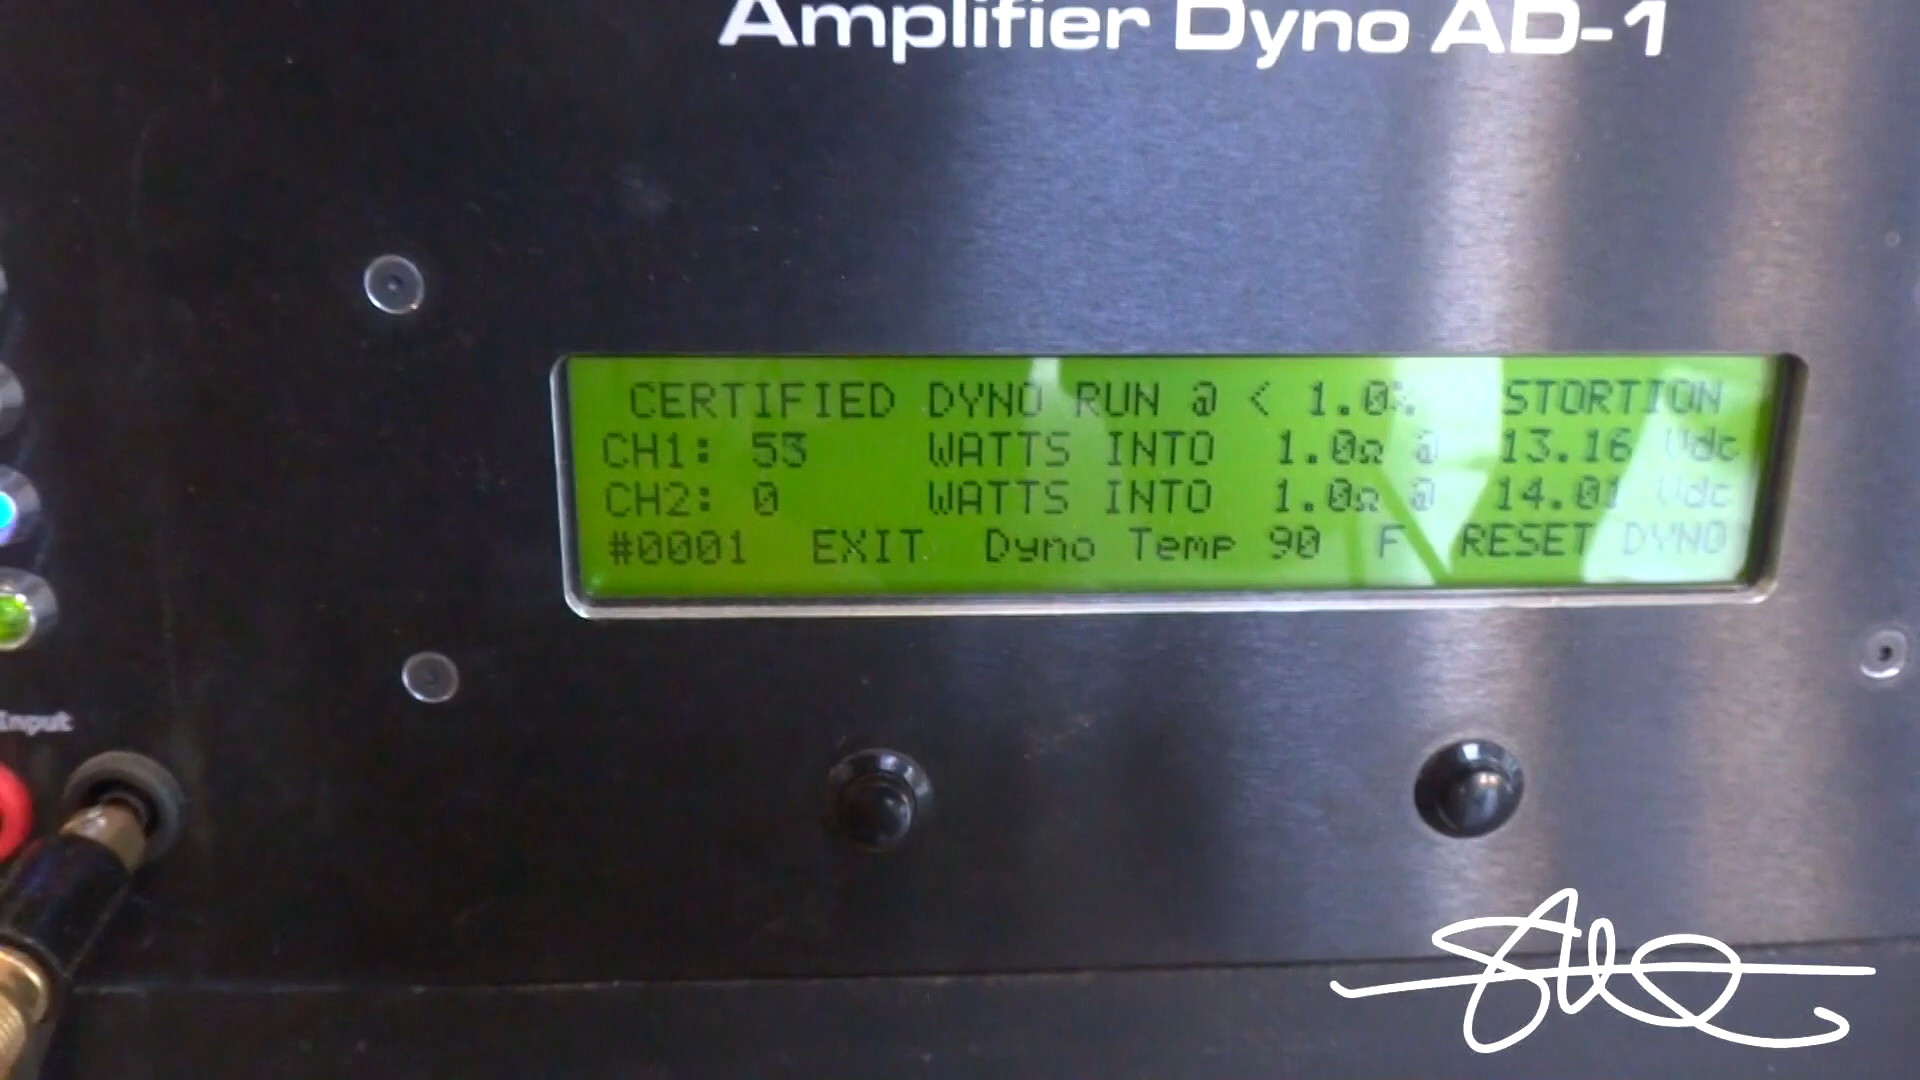 Amplifier Dyno AD-1
CERTIFIED DYNO RUN @ < 1.0% STORTION
CH1: WATTS INTO 1.0Ω @ 13.16 Vdc
CH2: 0 WATTS INTO 1.0Ω @ 14.01 Vdc
#0001 EXIT Dyno Temp 90 F RESET DYNO
Input